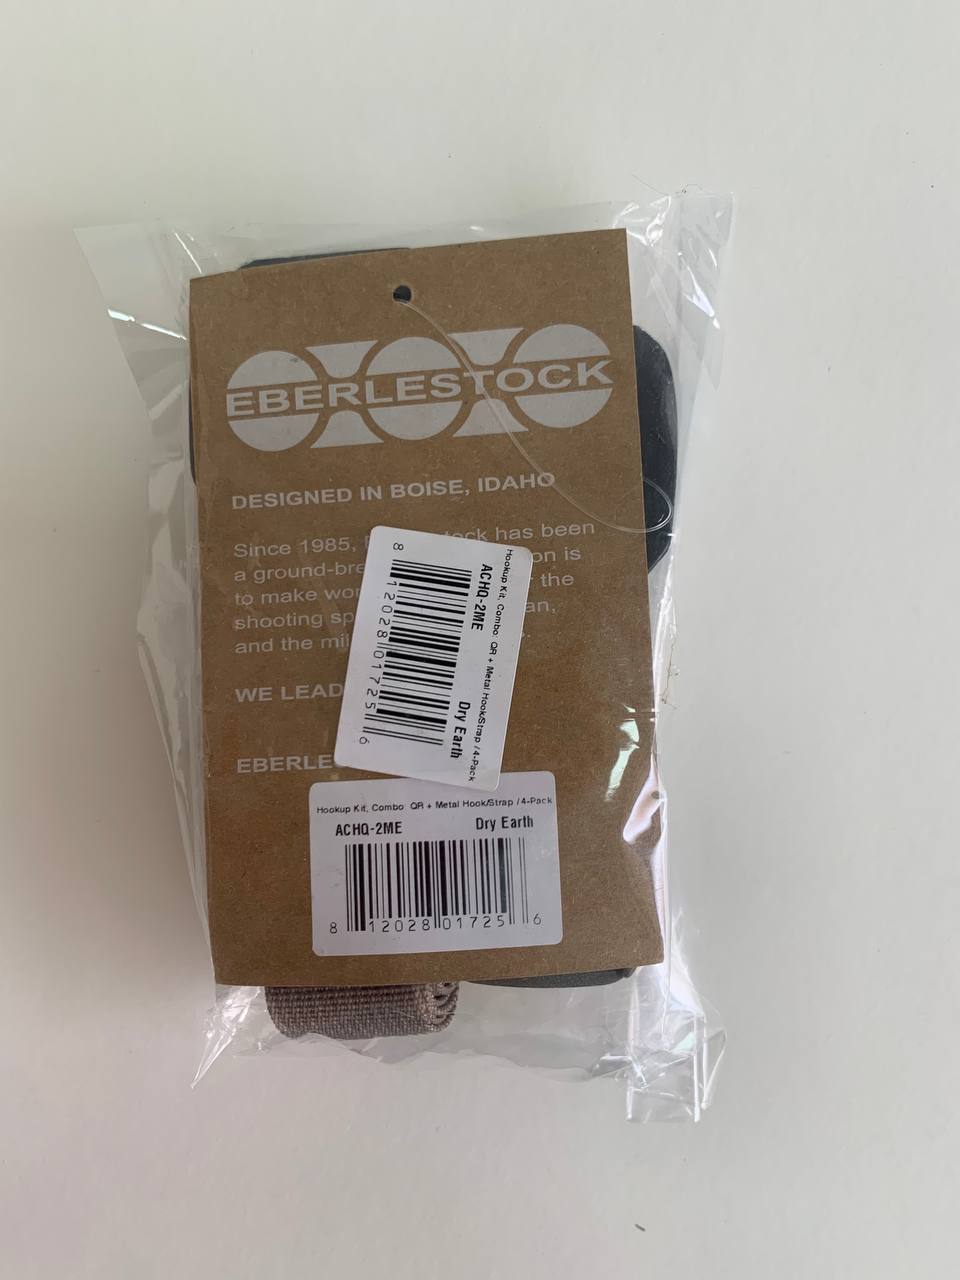 EBERLESTOCK
DESIGNED IN BOISE, IDAHO
Since 1985, has been
a ground-bre on is
to make wor the
shooting sp an,
and the mil
WE LEAD
EBERLE
Hookup Kit, Combo: QR + Metal Hook/Strap / 4-Pack
ACHQ-2ME Dry Earth
8 12028 01725 6
Hookup Kit, Combo QR + Metal Hook/Strap / 4-Pack
ACHQ-2ME Dry Earth
8 12028 01725 6